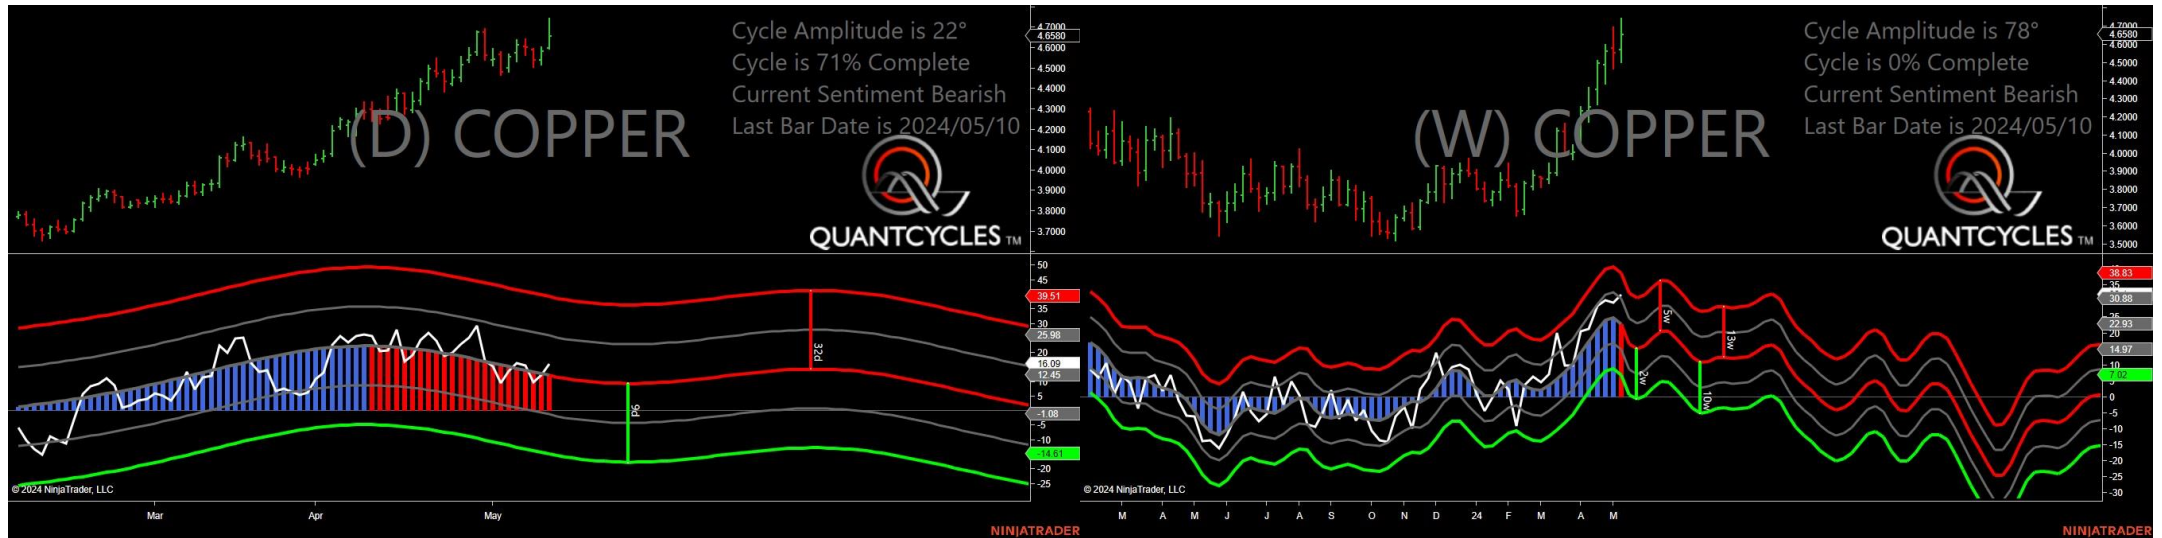 Cycle Amplitude is 22°
Cycle is 71% Complete
Current Sentiment Bearish
Last Bar Date is 2024/05/10
(D) COPPER
QUANTCYCLES TM
4.7000
4.6580
4.6000
4.5000
4.4000
4.3000
4.2000
4.1000
4.0000
3.9000
3.8000
3.7000
50
45
39.51
35
30
25.98
20
16.09
12.45
10
5
-1.08
-5
-10
-14.61
-20
-25
32d
9d
© 2024 NinjaTrader, LLC
Mar
Apr
May
NINJATRADER
Cycle Amplitude is 78°
Cycle is 0% Complete
Current Sentiment Bearish
Last Bar Date is 2024/05/10
(W) COPPER
QUANTCYCLES TM
4.7000
4.6580
4.6000
4.5000
4.4000
4.3000
4.2000
4.1000
4.0000
3.9000
3.8000
3.7000
3.6000
3.5000
38.83
35
30.88
25
22.93
20
14.97
10
7.02
5
0
-5
-10
-15
-20
-25
-30
5w
13w
2w
10w
© 2024 NinjaTrader, LLC
M
A
M
J
J
A
S
O
N
D
24
F
M
A
M
NINJATRADER